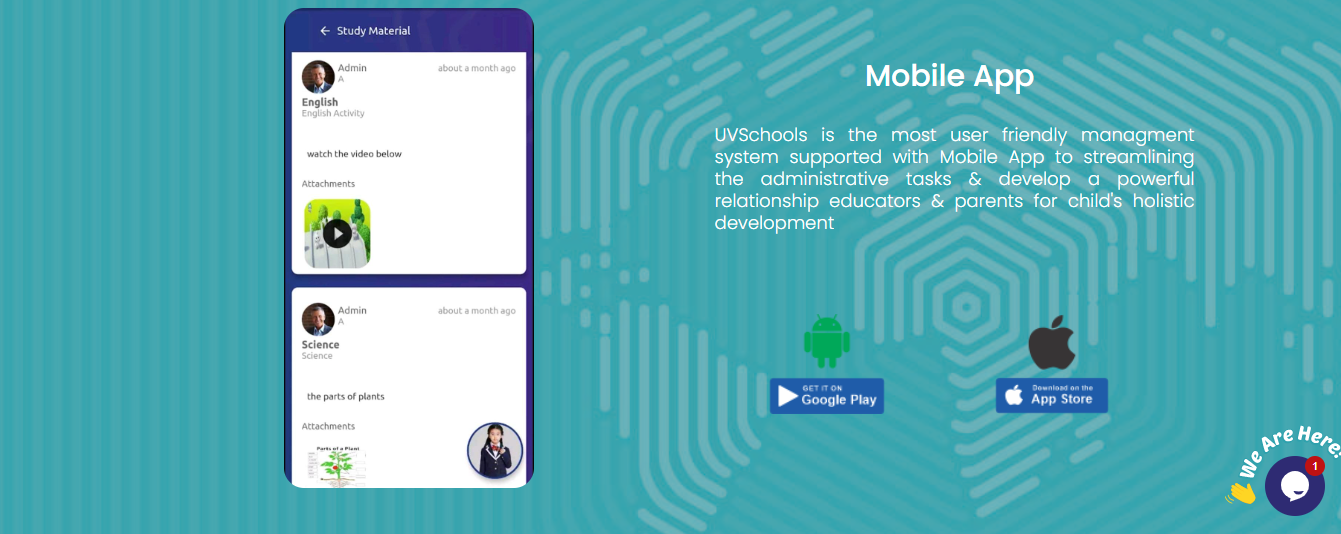 Study Material
Admin
about a month ago
A
English
English Activity
watch the video below
Attachments
Admin
about a month ago
A
Science
Science
the parts of plants
Attachments
Parts of a Plant
Mobile App
UVSchools is the most user friendly managment
system supported with Mobile App to streamlining
the administrative tasks & develop a powerful
relationship educators & parents for child's holistic
development
GET IT ON
Google Play
Download on the
App Store
We Are Here!
1